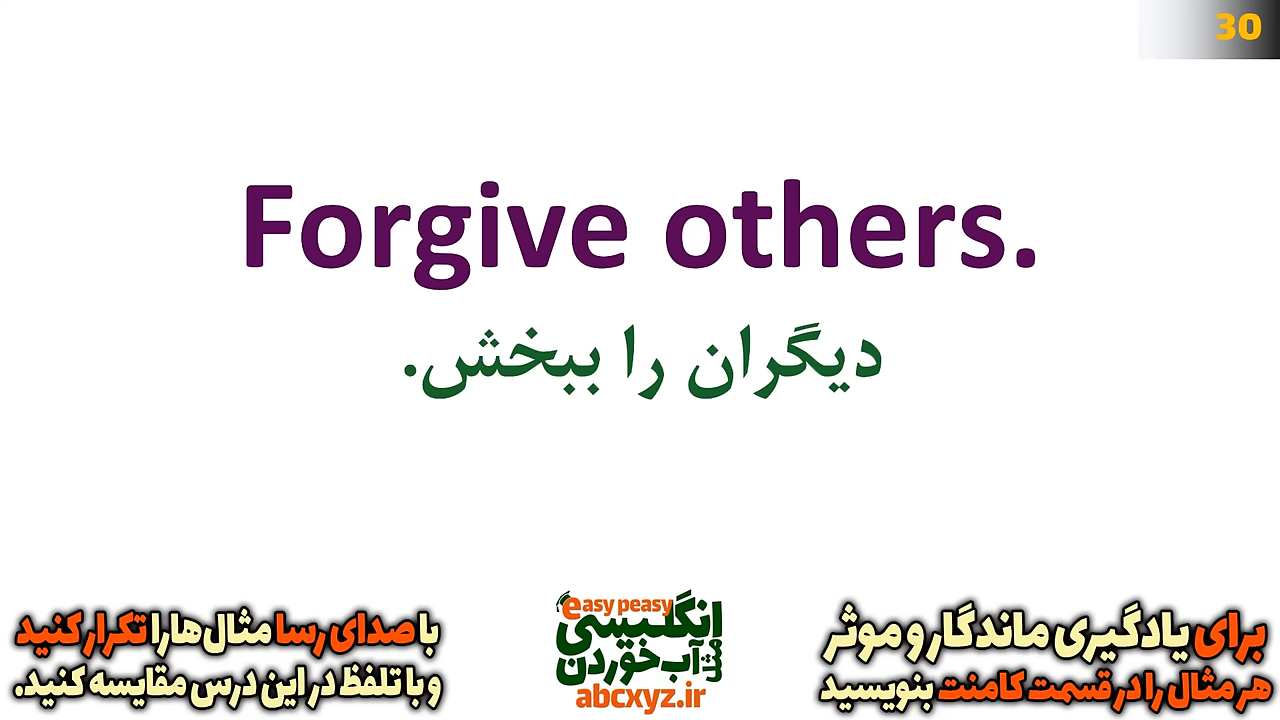 30
Forgive others.
دیگران را ببخش.
با صدای رسا مثال‌ها را تکرار کنید
و با تلفظ در این درس مقایسه کنید.
easy peasy
انگلیسی
مثل آب خوردن
abcxyz.ir
برای یادگیری ماندگار و موثر
هر مثال را در قسمت کامنت بنویسید